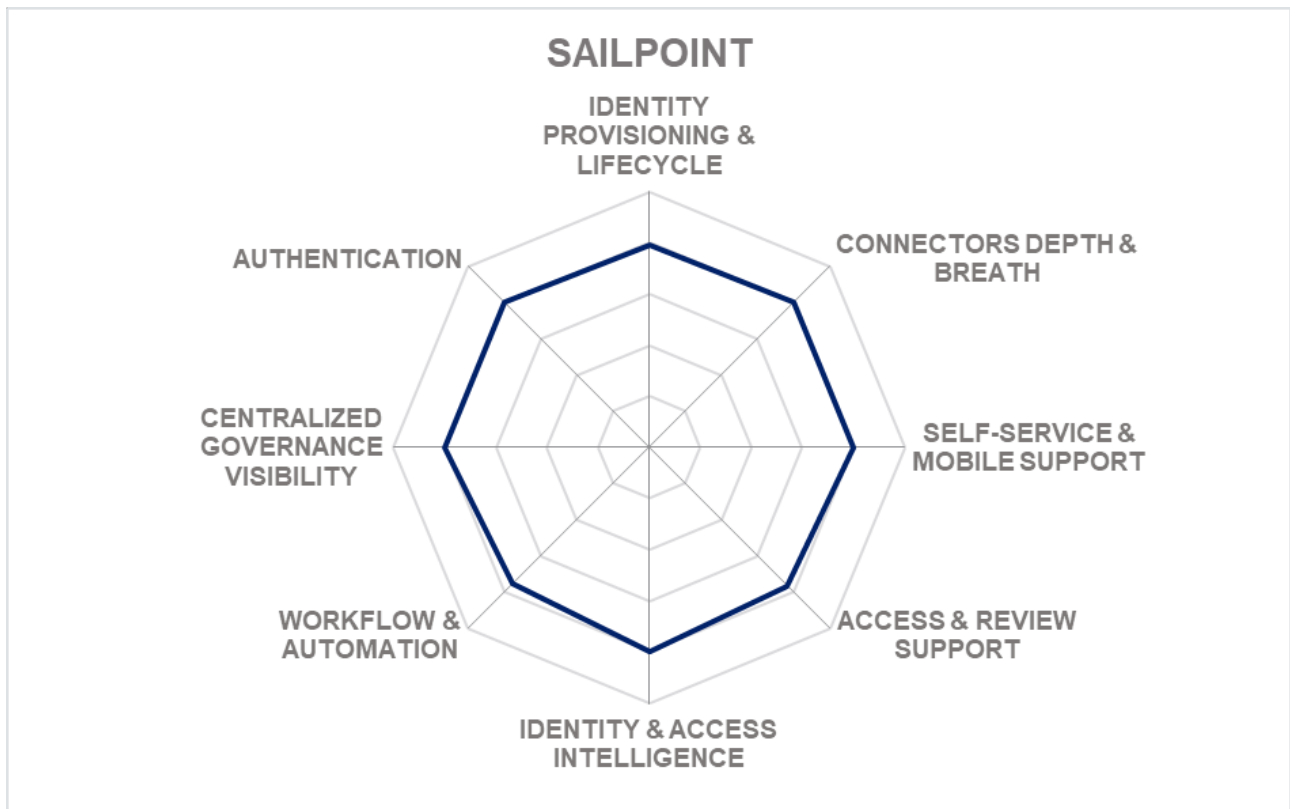 SAILPOINT
IDENTITY
PROVISIONING &
LIFECYCLE
CONNECTORS DEPTH &
BREATH
SELF-SERVICE &
MOBILE SUPPORT
ACCESS & REVIEW
SUPPORT
IDENTITY & ACCESS
INTELLIGENCE
WORKFLOW &
AUTOMATION
CENTRALIZED
GOVERNANCE
VISIBILITY
AUTHENTICATION